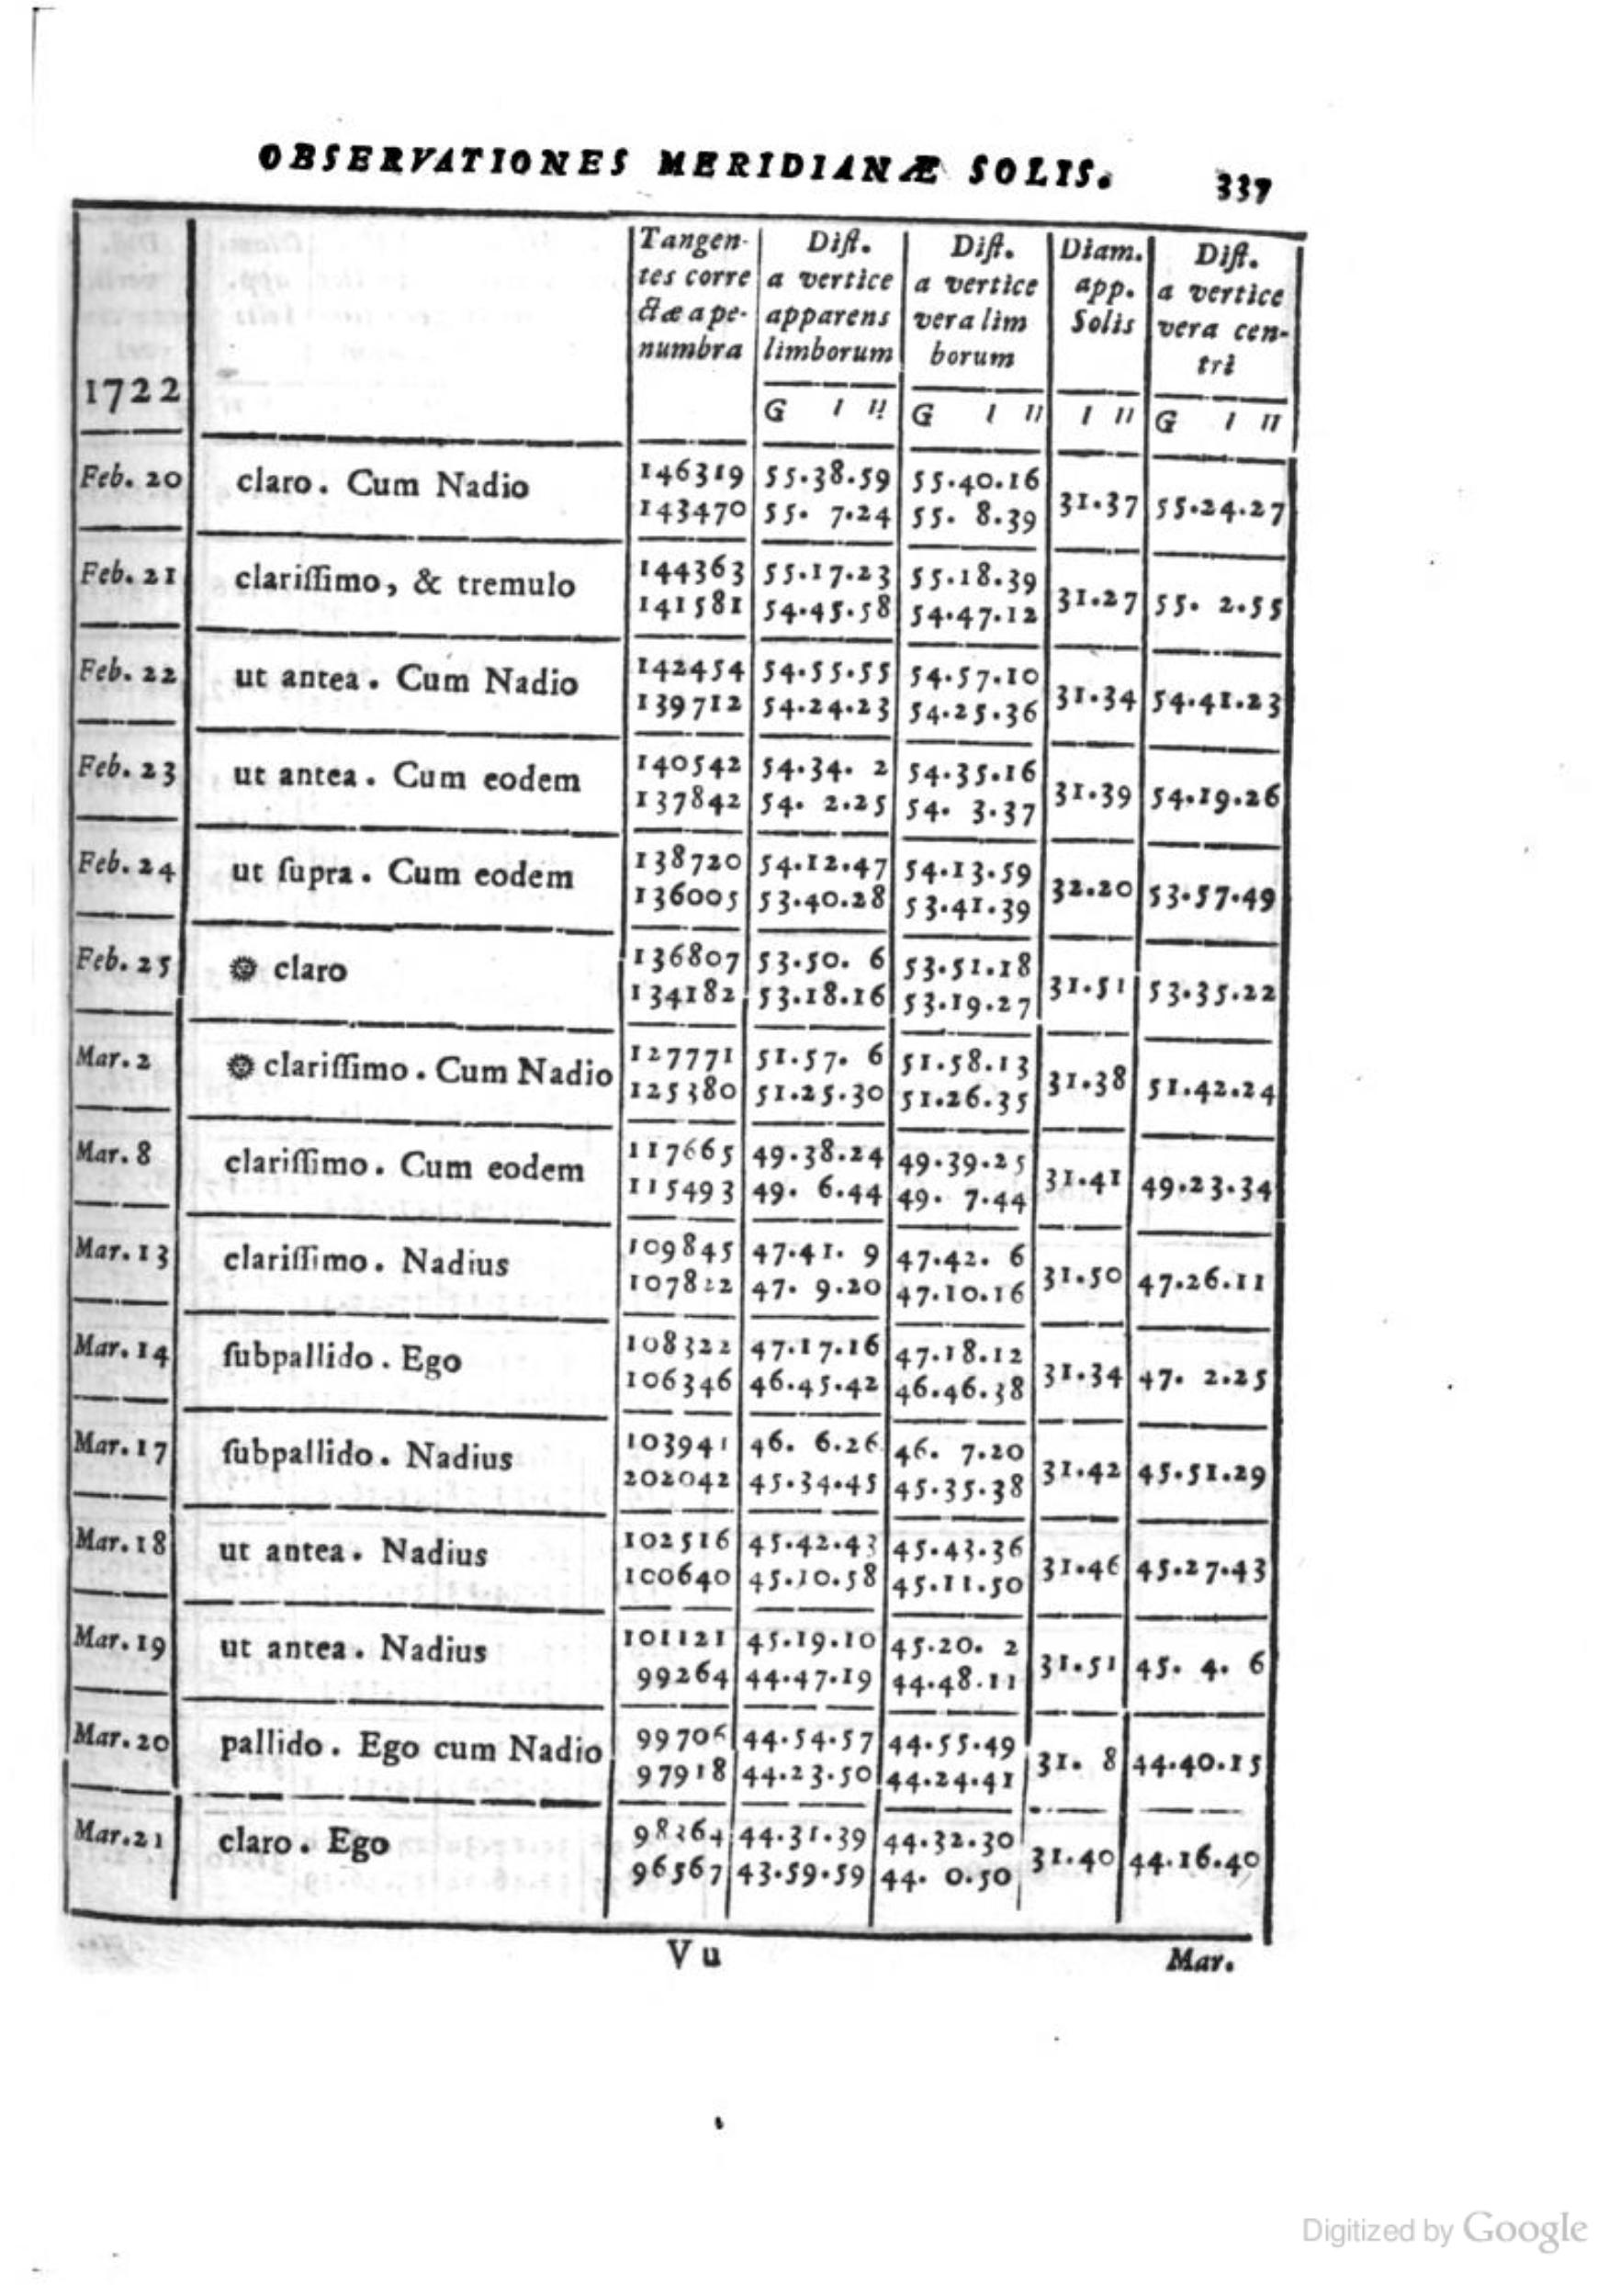 OBSERVATIONES MERIDIANÆ SOLIS. 337
1722 Tangen- Dist. Dist. Diam. Dist.
tes corre a vertice a vertice app. a vertice
ctæ a pe- apparens vera lim Solis vera cen-
numbra limborum borum tri
G I II G I II I II G I II
Feb. 20 claro. Cum Nadio 146319 55.38.59 55.40.16 31.37 55.24.27
143470 55. 7.24 55. 8.39
Feb. 21 clarissimo, & tremulo 144363 55.17.23 55.18.39 31.27 55. 2.55
141581 54.45.58 54.47.12
Feb. 22 ut antea. Cum Nadio 142454 54.55.55 54.57.10 31.34 54.41.23
139712 54.24.23 54.25.36
Feb. 23 ut antea. Cum eodem 140542 54.34. 2 54.35.16 31.39 54.19.26
137842 54. 2.25 54. 3.37
Feb. 24 ut supra. Cum eodem 138720 54.12.47 54.13.59 32.20 53.57.49
136005 53.40.28 53.41.39
Feb. 25 claro 136807 53.50. 6 53.51.18 31.51 53.35.22
134182 53.18.16 53.19.27
Mar. 2 clarissimo. Cum Nadio 127771 51.57. 6 51.58.13 31.38 51.42.24
125380 51.25.30 51.26.35
Mar. 8 clarissimo. Cum eodem 117665 49.38.24 49.39.25 31.41 49.23.34
115493 49. 6.44 49. 7.44
Mar. 13 clarissimo. Nadius 109845 47.41. 9 47.42. 6 31.50 47.26.11
107822 47. 9.20 47.10.16
Mar. 14 subpallido. Ego 108322 47.17.16 47.18.12 31.34 47. 2.25
106346 46.45.42 46.46.38
Mar. 17 subpallido. Nadius 103941 46. 6.26 46. 7.20 31.42 45.51.29
202042 45.34.45 45.35.38
Mar. 18 ut antea. Nadius 102516 45.42.43 45.43.36 31.46 45.27.43
100640 45.10.58 45.11.50
Mar. 19 ut antea. Nadius 101121 45.19.10 45.20. 2 31.51 45. 4. 6
99264 44.47.19 44.48.11
Mar. 20 pallido. Ego cum Nadio 99706 44.54.57 44.55.49 31. 8 44.40.15
97918 44.23.50 44.24.41
Mar. 21 claro. Ego 98364 44.31.39 44.32.30 31.40 44.16.40
96567 43.59.59 44. 0.50
Vu Mar.
Digitized by Google